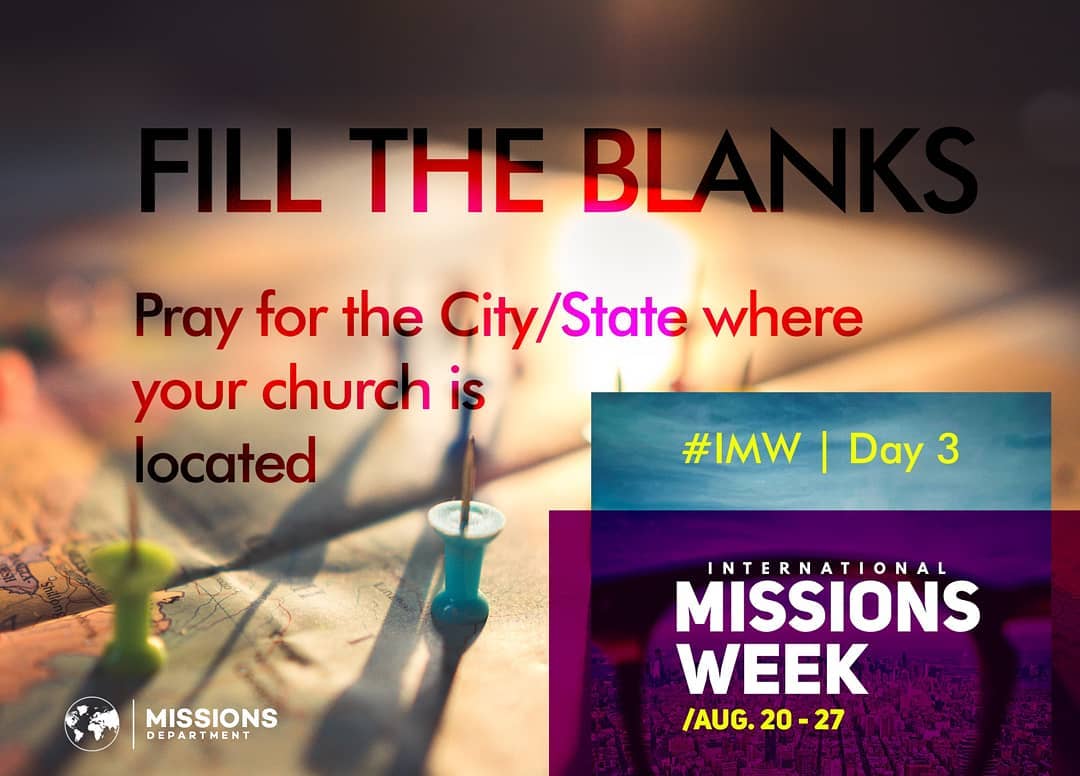 FILL THE BLANKS
Pray for the City/State where
your church is
located
#IMW | Day 3
INTERNATIONAL
MISSIONS
WEEK
/AUG. 20 - 27
MISSIONS
DEPARTMENT